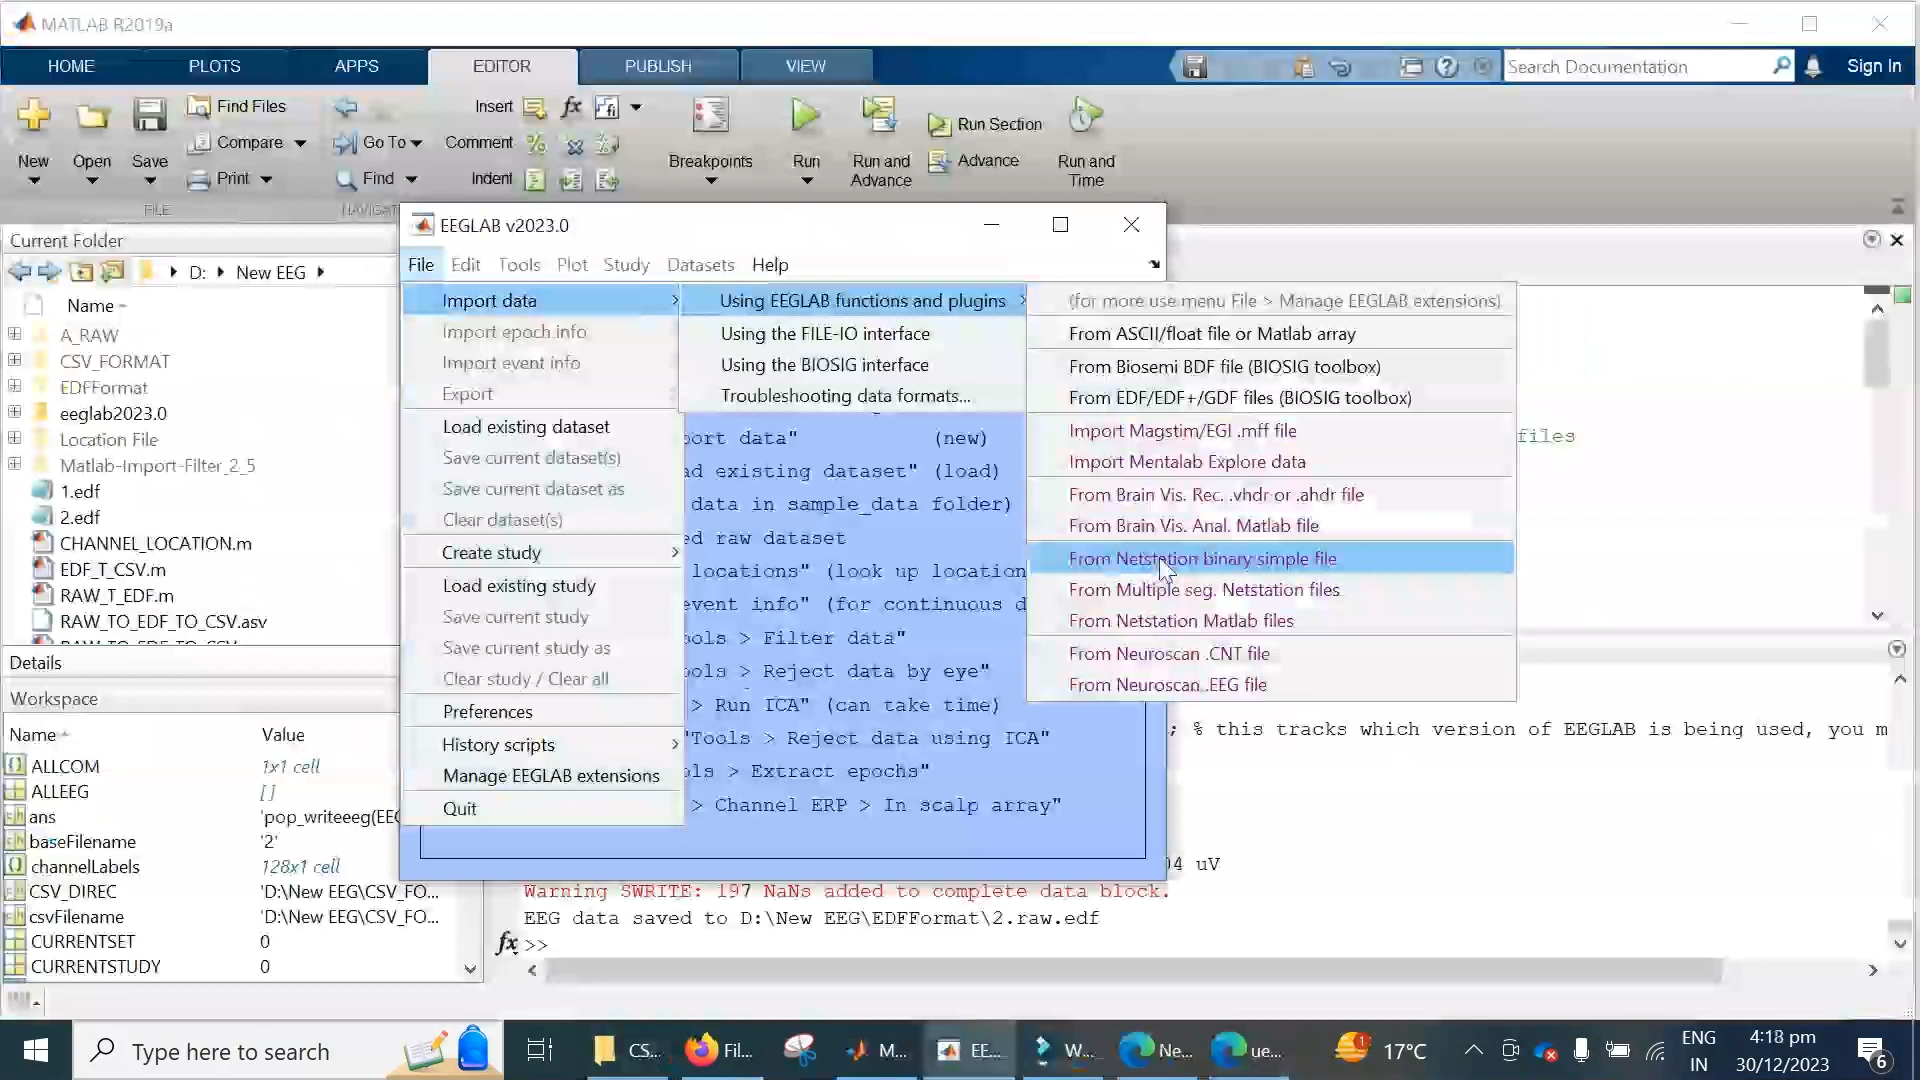 MATLAB R2019a
HOME PLOTS APPS EDITOR PUBLISH VIEW Search Documentation Sign In
New Open Save Find Files Compare Print Go To Find Insert Comment Indent fx Breakpoints Run Run and Advance Run Section Advance Run and Time
FILE
EEGLAB v2023.0
File Edit Tools Plot Study Datasets Help
Current Folder
D: New EEG
Name
A_RAW
CSV_FORMAT
EDFFormat
eeglab2023.0
Location File
Matlab-Import-Filter_2_5
1.edf
2.edf
CHANNEL_LOCATION.m
EDF_T_CSV.m
RAW_T_EDF.m
RAW_TO_EDF_TO_CSV.asv
Details
Workspace
Name Value
ALLCOM 1x1 cell
ALLEEG []
ans 'pop_writeeeg(EEG
baseFilename '2'
channelLabels 128x1 cell
CSV_DIREC 'D:\New EEG\CSV_FO...
csvFilename 'D:\New EEG\CSV_FO...
CURRENTSET 0
CURRENTSTUDY 0
Import data
Import epoch info
Import event info
Export
Load existing dataset
Save current dataset(s)
Save current dataset as
Clear dataset(s)
Create study
Load existing study
Save current study
Save current study as
Clear study / Clear all
Preferences
History scripts
Manage EEGLAB extensions
Quit
Using EEGLAB functions and plugins
Using the FILE-IO interface
Using the BIOSIG interface
Troubleshooting data formats...
(for more use menu File > Manage EEGLAB extensions)
From ASCII/float file or Matlab array
From Biosemi BDF file (BIOSIG toolbox)
From EDF/EDF+/GDF files (BIOSIG toolbox)
Import Magstim/EGI .mff file
Import Mentalab Explore data
From Brain Vis. Rec. .vhdr or .ahdr file
From Brain Vis. Anal. Matlab file
From Netstation binary simple file
From Multiple seg. Netstation files
From Netstation Matlab files
From Neuroscan .CNT file
From Neuroscan .EEG file
port data" (new)
ad existing dataset" (load)
data in sample_data folder)
ed raw dataset
locations" (look up location
event info" (for continuous d
ools > Filter data"
ools > Reject data by eye"
> Run ICA" (can take time)
"Tools > Reject data using ICA"
ols > Extract epochs"
> Channel ERP > In scalp array"
files
; % this tracks which version of EEGLAB is being used, you m
04 uV
Warning SWRITE: 197 NaNs added to complete data block.
EEG data saved to D:\New EEG\EDFFormat\2.raw.edf
fx >>
Type here to search CS... Fil... M... EE... W... Ne... ue... 17°C ENG IN 4:18 pm 30/12/2023 6